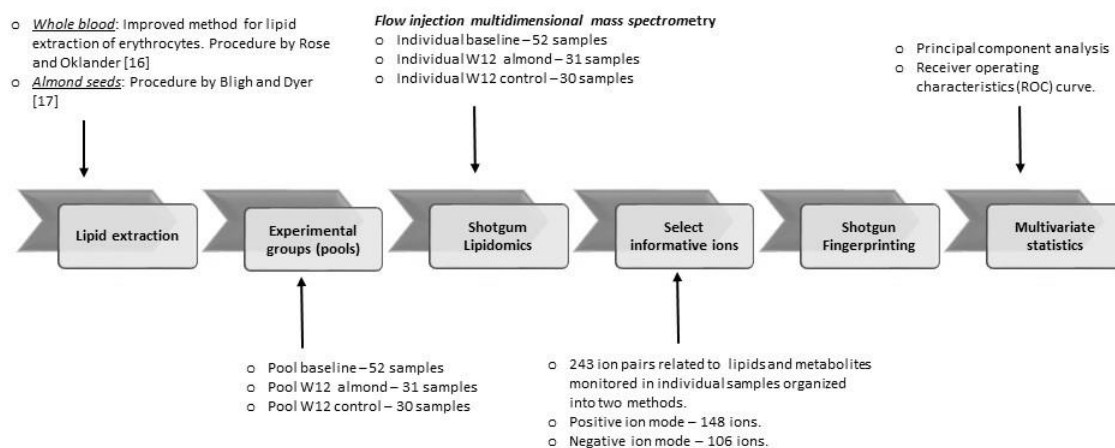 o Whole blood: Improved method for lipid
extraction of erythrocytes. Procedure by Rose
and Oklander [16]
o Almond seeds: Procedure by Bligh and Dyer
[17]
Flow injection multidimensional mass spectrometry
o Individual baseline – 52 samples
o Individual W12 almond – 31 samples
o Individual W12 control – 30 samples
o Principal component analysis
o Receiver operating
characteristics (ROC) curve.
Lipid extraction
Experimental
groups (pools)
Shotgum
Lipidomics
Select
informative ions
Shotgun
Fingerprinting
Multivariate
statistics
o Pool baseline – 52 samples
o Pool W12 almond – 31 samples
o Pool W12 control – 30 samples
o 243 ion pairs related to lipids and metabolites
monitored in individual samples organized
into two methods.
o Positive ion mode – 148 ions.
o Negative ion mode – 106 ions.